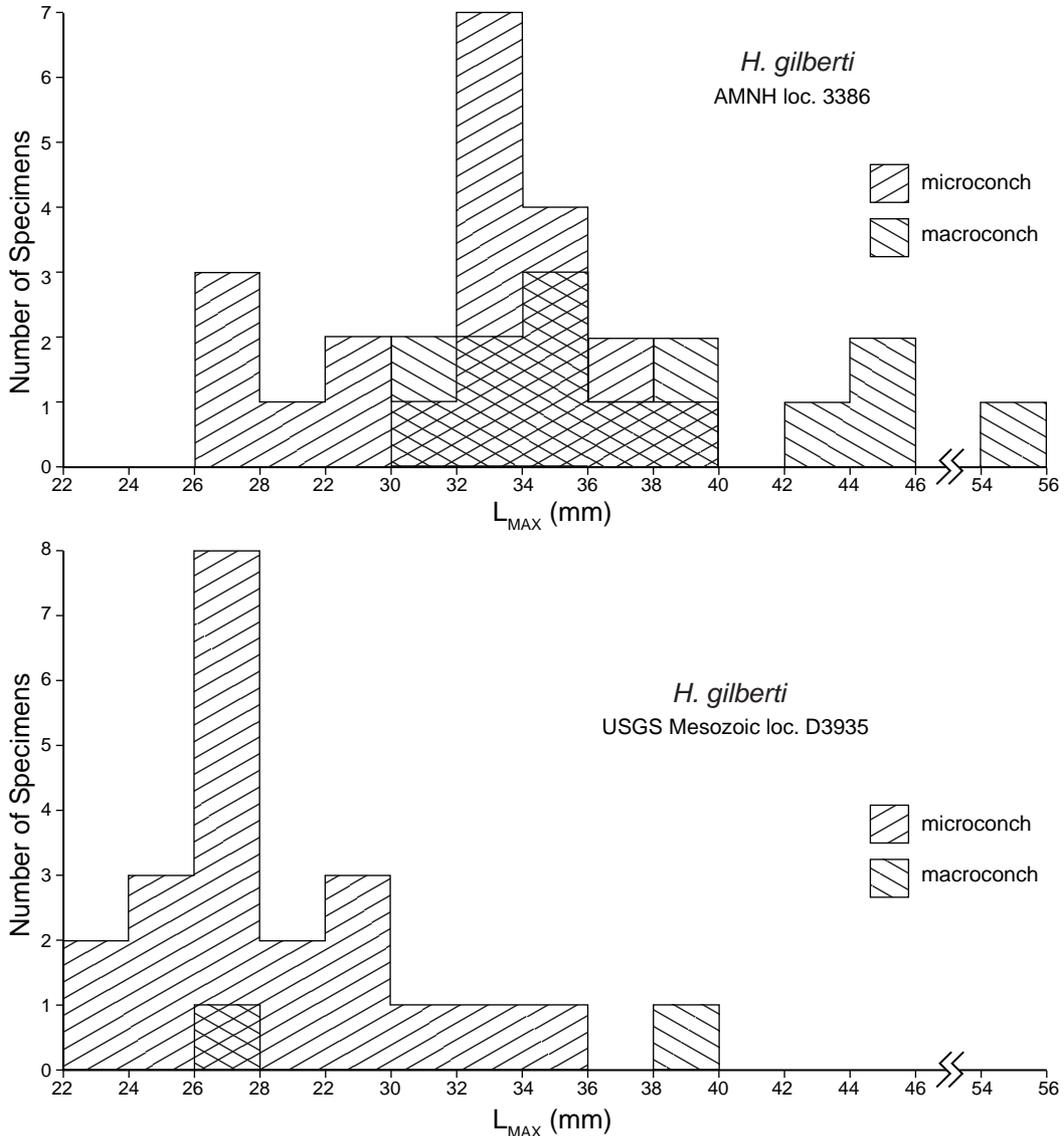 7
6
5
4
3
2
1
0
Number of Specimens
H. gilberti
AMNH loc. 3386
microconch
macroconch
22 24 26 28 22 30 32 34 36 38 40 42 44 46 54 56
LMAX (mm)
8
7
6
5
4
3
2
1
0
Number of Specimens
H. gilberti
USGS Mesozoic loc. D3935
microconch
macroconch
22 24 26 28 22 30 32 34 36 38 40 42 44 46 54 56
LMAX (mm)